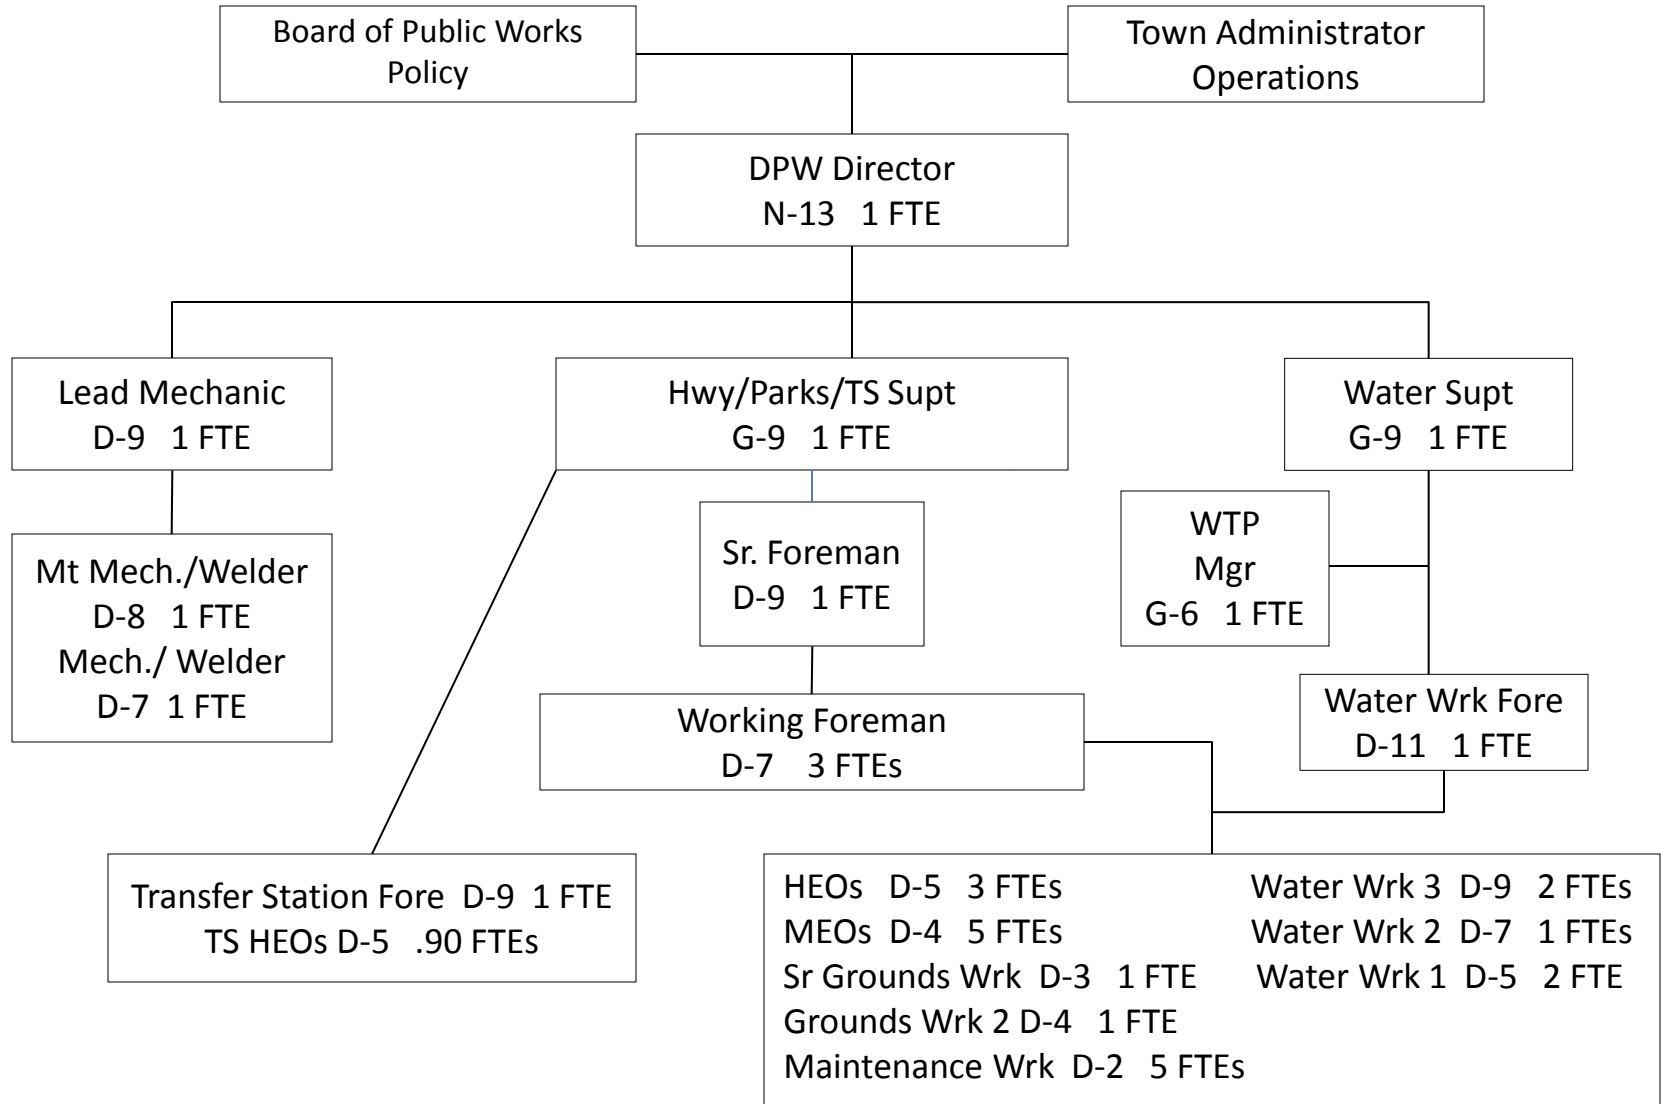 Board of Public Works
Policy
Town Administrator
Operations
DPW Director
N-13 1 FTE
Lead Mechanic
D-9 1 FTE
Hwy/Parks/TS Supt
G-9 1 FTE
Water Supt
G-9 1 FTE
Mt Mech./Welder
D-8 1 FTE
Mech./ Welder
D-7 1 FTE
Sr. Foreman
D-9 1 FTE
WTP
Mgr
G-6 1 FTE
Working Foreman
D-7 3 FTEs
Water Wrk Fore
D-11 1 FTE
Transfer Station Fore D-9 1 FTE
TS HEOs D-5 .90 FTEs
HEOs D-5 3 FTEs Water Wrk 3 D-9 2 FTEs
MEOs D-4 5 FTEs Water Wrk 2 D-7 1 FTEs
Sr Grounds Wrk D-3 1 FTE Water Wrk 1 D-5 2 FTE
Grounds Wrk 2 D-4 1 FTE
Maintenance Wrk D-2 5 FTEs